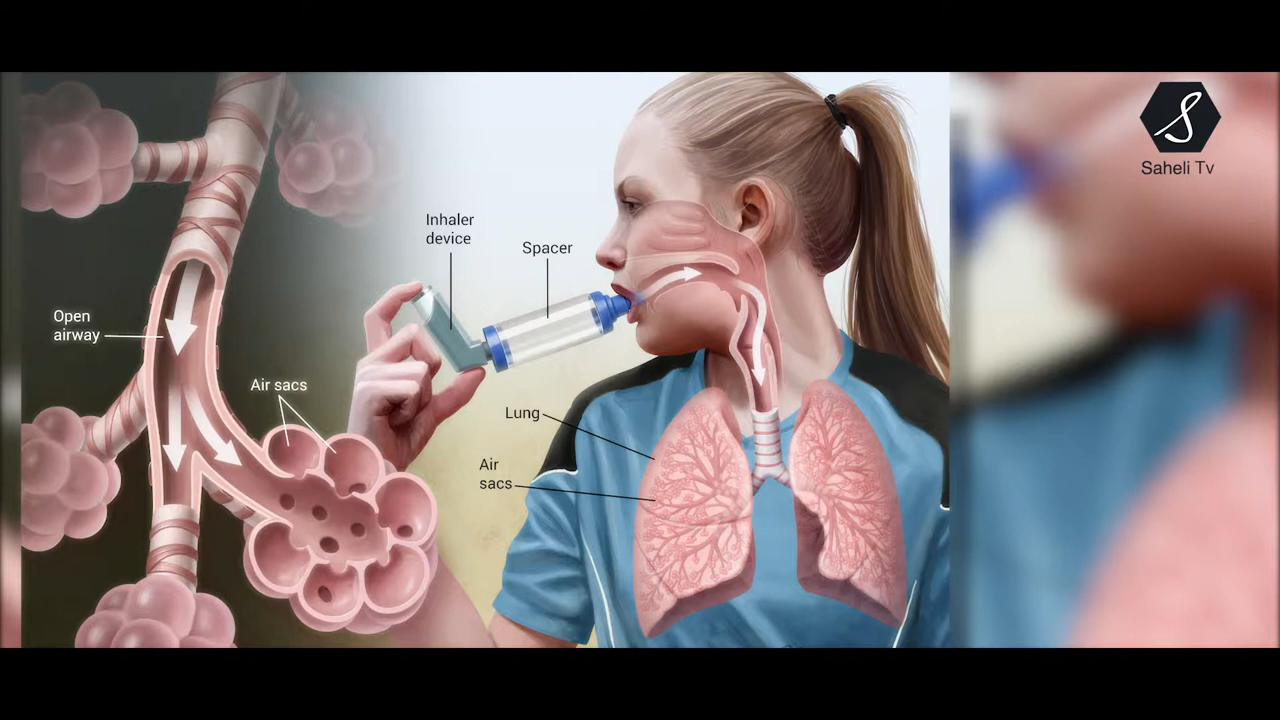 Saheli Tv
Inhaler
device
Spacer
Open
airway
Air sacs
Lung
Air
sacs